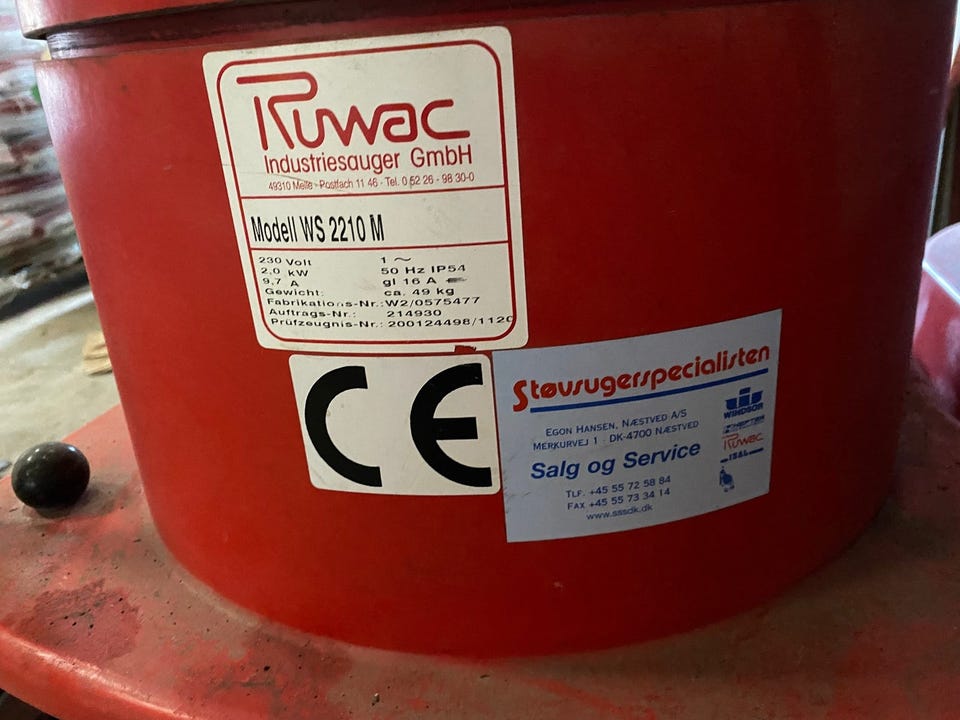 Ruwac
Industriesauger GmbH
49310 Melle - Postfach 11 46 - Tel. 0 52 26 - 98 30-0
Modell WS 2210 M
230 Volt 1 ~
2,0 kW 50 Hz IP54
9,7 A gl 16 A
Gewicht: ca. 49 kg
Fabrikations-Nr.: W2/0575477
Auftrags-Nr.: 214930
Prüfzeugnis-Nr.: 200124498/1120
CE
Støvsugerspecialisten
EGON HANSEN, NÆSTVED A/S
MERKURVEJ 1 · DK-4700 NÆSTVED
Salg og Service
TLF. +45 55 72 58 84
FAX +45 55 73 34 14
www.sssdk.dk
WINDSOR
Ruwac
ISAL